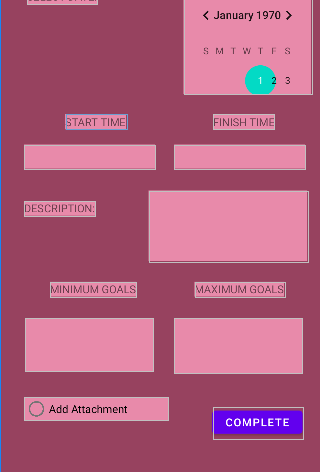 January 1970
S M T W T F S
1 2 3
START TIME
FINISH TIME
DESCRIPTION:
MINIMUM GOALS
MAXIMUM GOALS
Add Attachment
COMPLETE